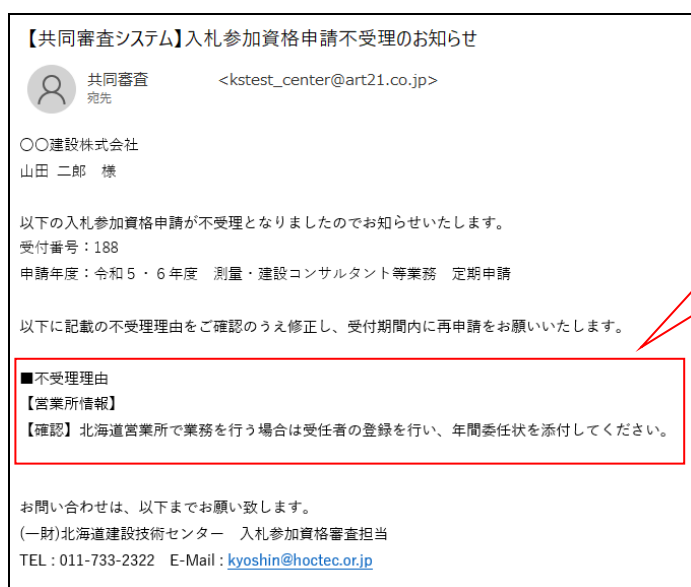 【共同審査システム】入札参加資格申請不受理のお知らせ
共同審査 <kstest_center@art21.co.jp>
宛先
〇〇建設株式会社
山田 二郎 様
以下の入札参加資格申請が不受理となりましたのでお知らせいたします。
受付番号：188
申請年度：令和５・６年度 測量・建設コンサルタント等業務 定期申請
以下に記載の不受理理由をご確認のうえ修正し、受付期間内に再申請をお願いいたします。
■不受理理由
【営業所情報】
【確認】北海道営業所で業務を行う場合は受任者の登録を行い、年間委任状を添付してください。
お問い合わせは、以下までお願い致します。
(一財)北海道建設技術センター 入札参加資格審査担当
TEL : 011-733-2322 E-Mail : kyoshin@hoctec.or.jp